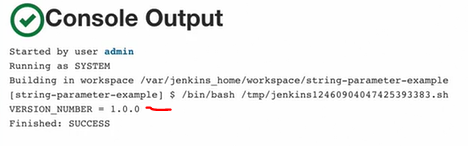 Console Output
Started by user admin
Running as SYSTEM
Building in workspace /var/jenkins_home/workspace/string-parameter-example
[string-parameter-example] $ /bin/bash /tmp/jenkins12460904047425393383.sh
VERSION_NUMBER = 1.0.0
Finished: SUCCESS